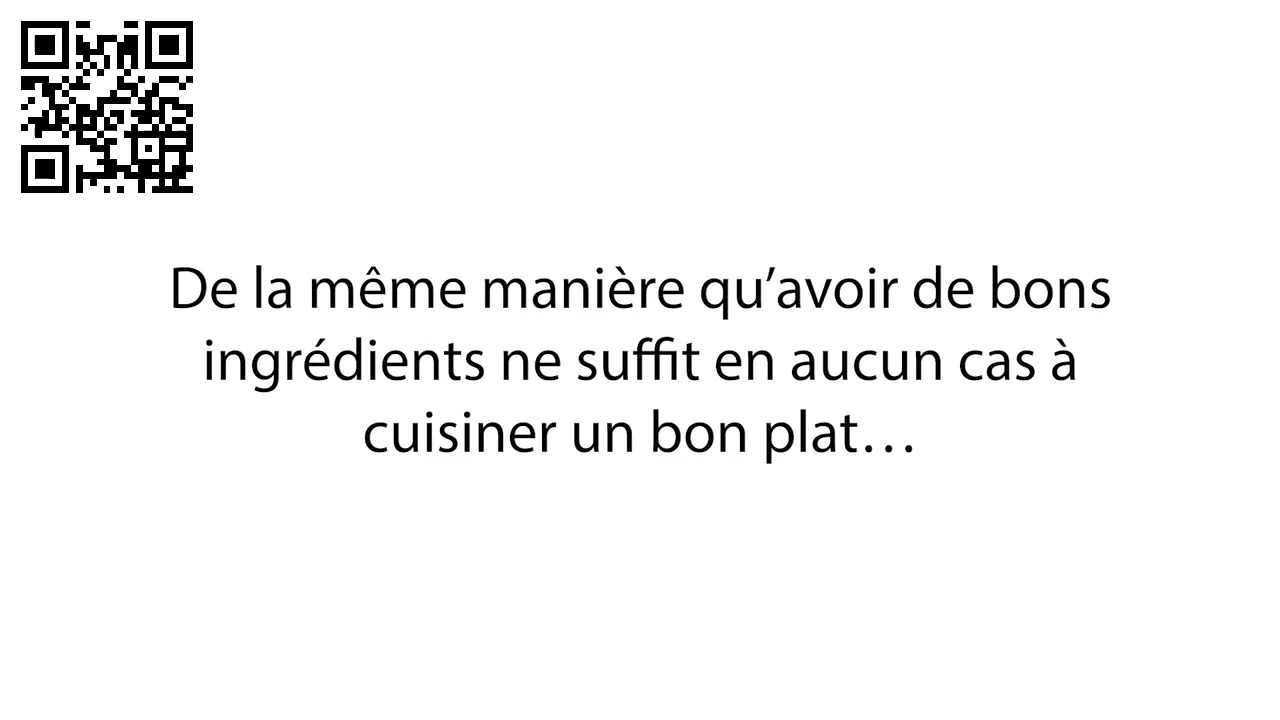 De la même manière qu’avoir de bons
ingrédients ne suffit en aucun cas à
cuisiner un bon plat…